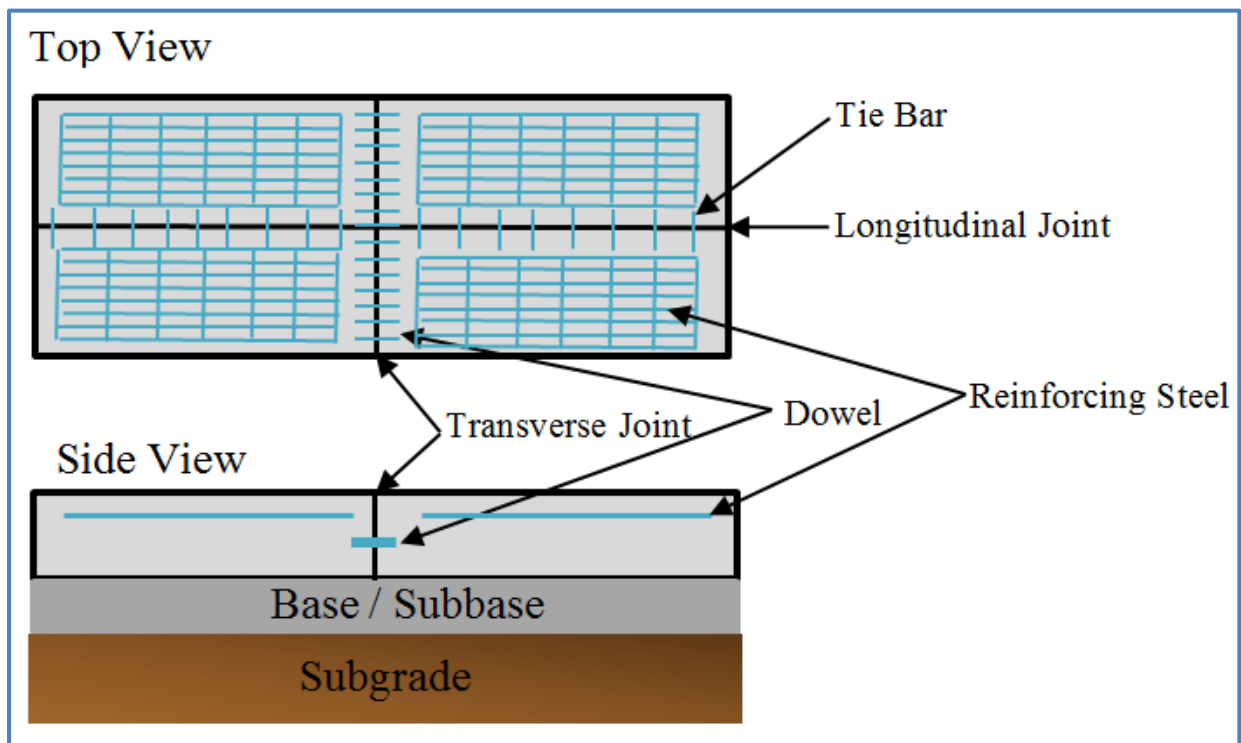 Top View
Tie Bar
Longitudinal Joint
Reinforcing Steel
Dowel
Transverse Joint
Side View
Base / Subbase
Subgrade